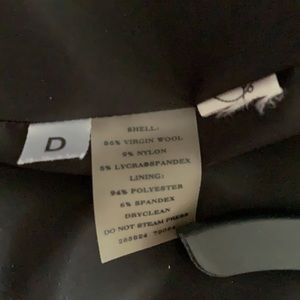 D
SHELL:
86% VIRGIN WOOL
9% NYLON
5% LYCRA®SPANDEX
LINING:
94% POLYESTER
6% SPANDEX
DRYCLEAN
DO NOT STEAM PRESS